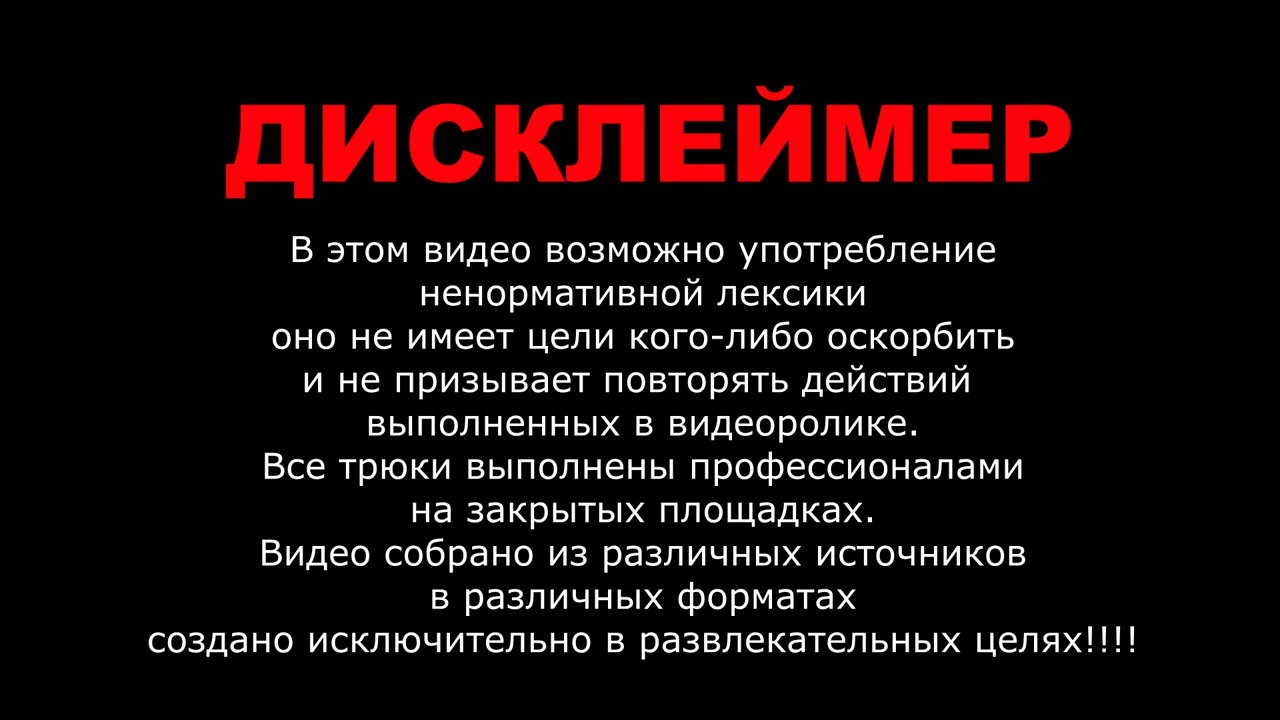 ДИСКЛЕЙМЕР
В этом видео возможно употребление
ненормативной лексики
оно не имеет цели кого-либо оскорбить
и не призывает повторять действий
выполненных в видеоролике.
Все трюки выполнены профессионалами
на закрытых площадках.
Видео собрано из различных источников
в различных форматах
создано исключительно в развлекательных целях!!!!